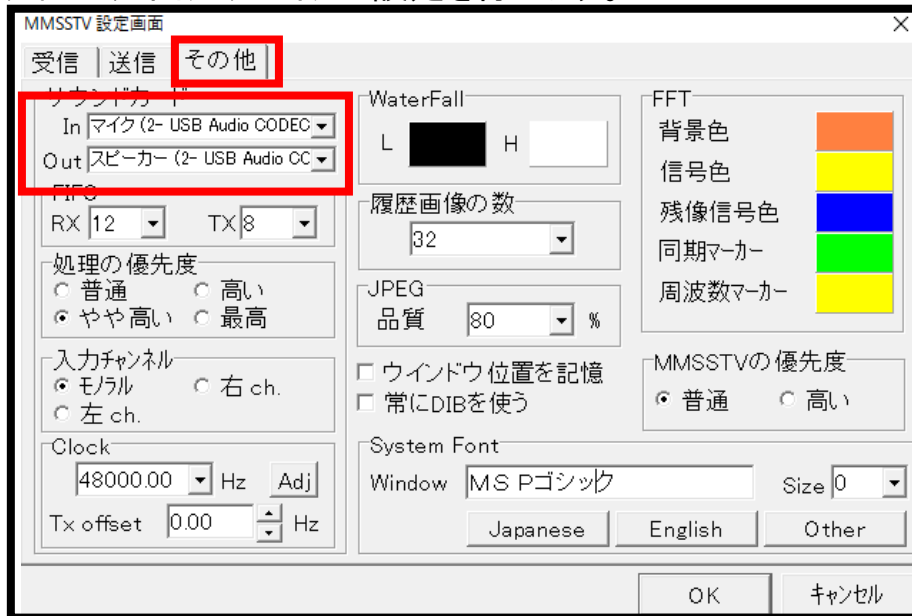 MMSSTV 設定画面
受信 送信 その他
サウンドカード
In マイク (2- USB Audio CODEC
Out スピーカー (2- USB Audio CC
FIFO
RX 12 TX 8
処理の優先度
普通 高い
やや高い 最高
入力チャンネル
モノラル 右 ch.
左 ch.
Clock
48000.00 Hz Adj
Tx offset 0.00 Hz
WaterFall
L H
履歴画像の数
32
JPEG
品質 80 %
ウインドウ位置を記憶
常にDIBを使う
FFT
背景色
信号色
残像信号色
同期マーカー
周波数マーカー
MMSSTVの優先度
普通 高い
System Font
Window MS Pゴシック Size 0
Japanese English Other
OK キャンセル